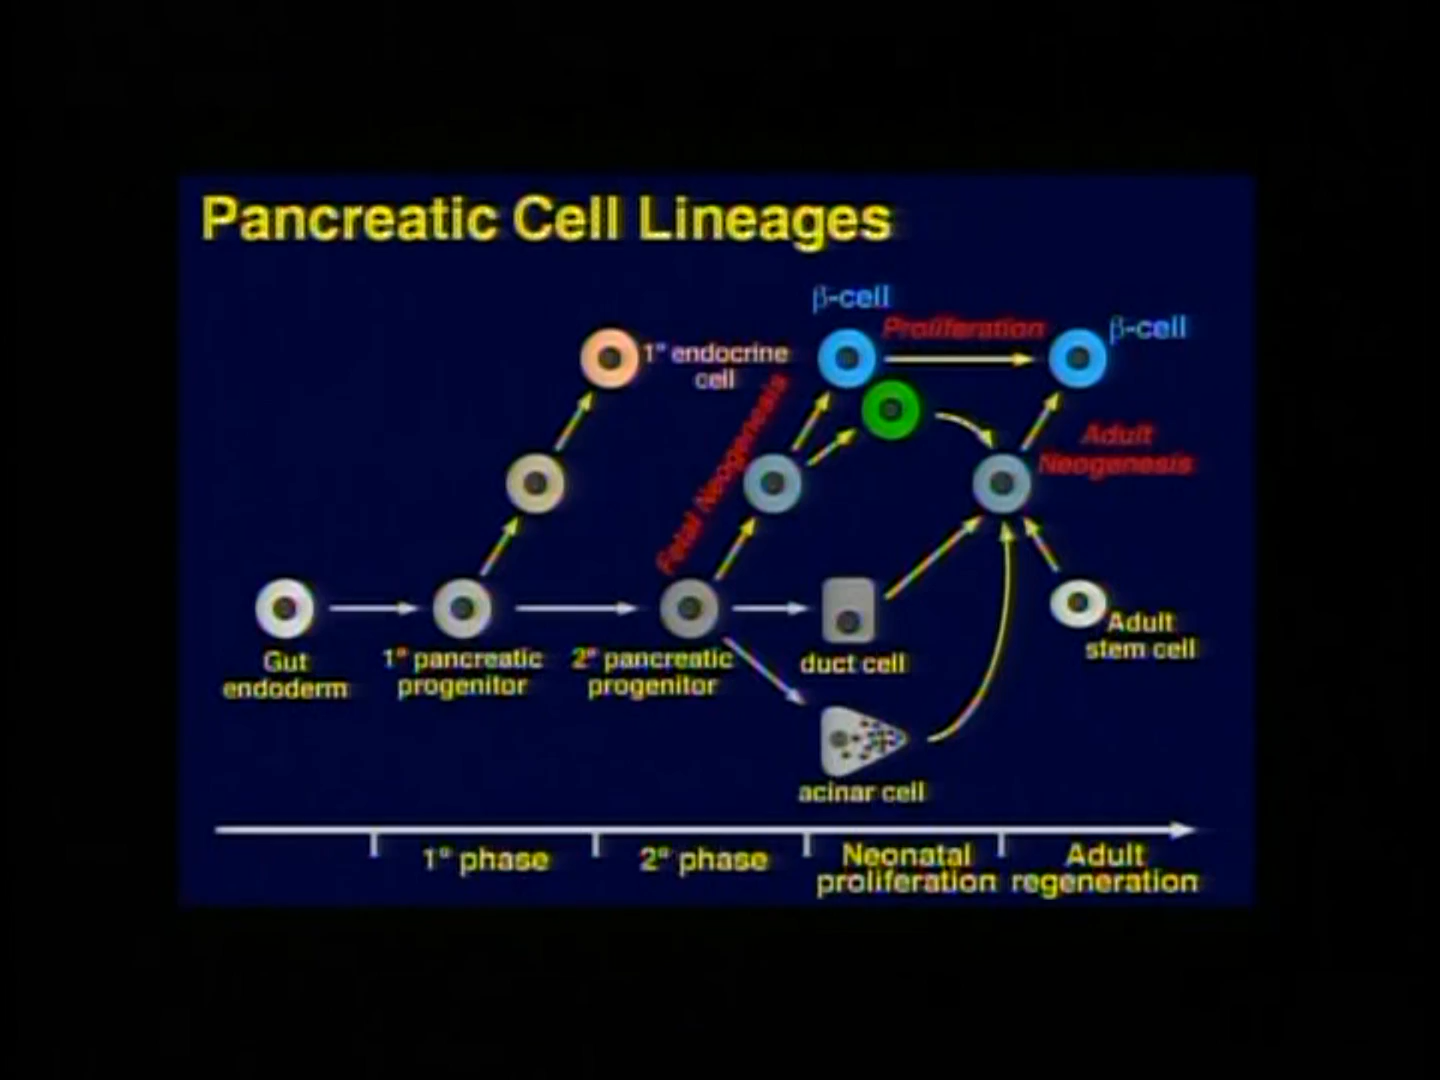 Pancreatic Cell Lineages
β-cell
Proliferation
β-cell
1° endocrine
cell
Fetal Neogenesis
Adult
Neogenesis
Gut
endoderm
1° pancreatic
progenitor
2° pancreatic
progenitor
duct cell
Adult
stem cell
acinar cell
1° phase
2° phase
Neonatal
proliferation
Adult
regeneration